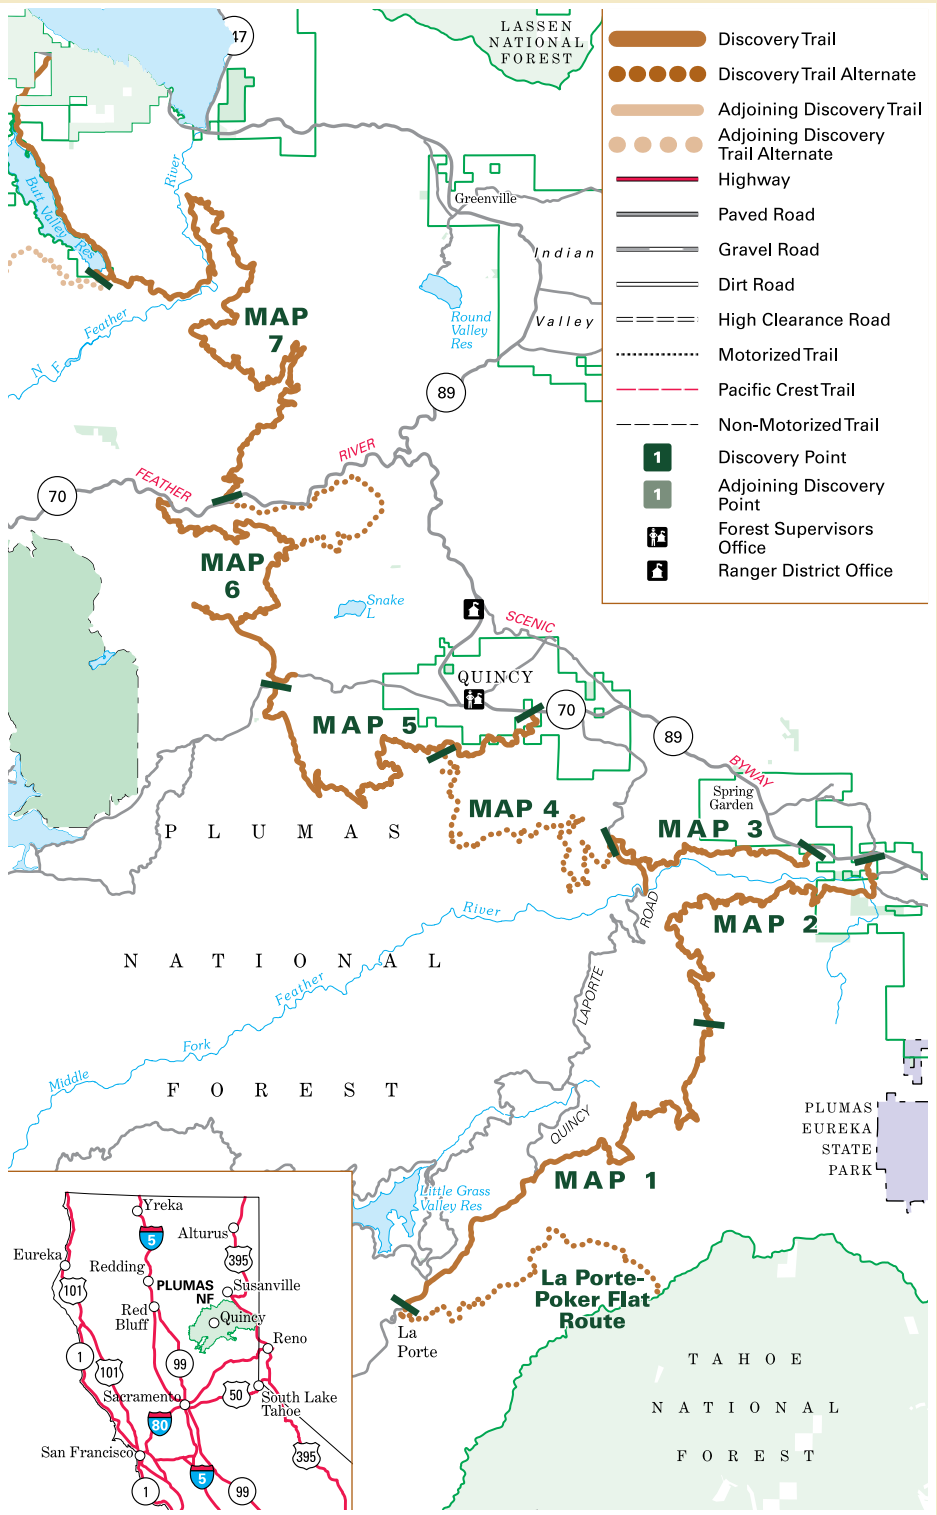 LASSEN
NATIONAL
FOREST
47
Discovery Trail
Discovery Trail Alternate
Adjoining Discovery Trail
Adjoining Discovery
Trail Alternate
Highway
Paved Road
Gravel Road
Dirt Road
High Clearance Road
Motorized Trail
Pacific Crest Trail
Non-Motorized Trail
1
Discovery Point
1
Adjoining Discovery
Point
Forest Supervisors
Office
Ranger District Office
River
Butt Valley Res
Greenville
Indian
Valley
N F Feather
MAP
7
Round
Valley
Res
89
RIVER
FEATHER
70
MAP
6
Snake
L
SCENIC
QUINCY
MAP 5
70
89
BYWAY
Spring
Garden
MAP 4
MAP 3
PLUMAS
River
ROAD
MAP 2
NATIONAL
Feather
LAPORTE
Fork
Middle
FOREST
QUINCY
PLUMAS
EUREKA
STATE
PARK
MAP 1
Little Grass
Valley Res
La Porte-
Poker Flat
Route
La
Porte
TAHOE
NATIONAL
FOREST
Yreka
5
Alturus
Eureka
395
Redding
101
PLUMAS
NF
Susanville
Red
Bluff
Quincy
Reno
1
101
99
Sacramento
50
South Lake
Tahoe
80
San Francisco
395
5
1
99